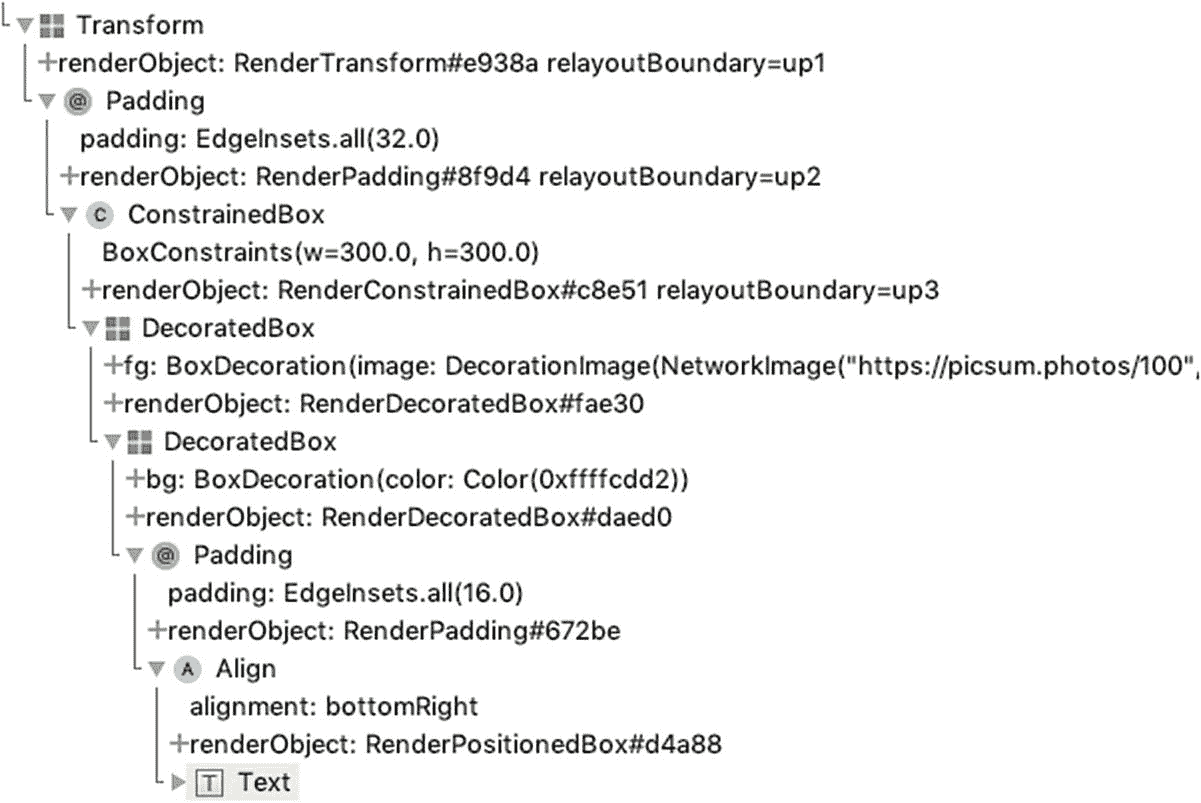 Transform
+renderObject: RenderTransform#e938a relayoutBoundary=up1
@ Padding
padding: EdgeInsets.all(32.0)
+renderObject: RenderPadding#8f9d4 relayoutBoundary=up2
C ConstrainedBox
BoxConstraints(w=300.0, h=300.0)
+renderObject: RenderConstrainedBox#c8e51 relayoutBoundary=up3
DecoratedBox
+fg: BoxDecoration(image: DecorationImage(NetworkImage("https://picsum.photos/100",
+renderObject: RenderDecoratedBox#fae30
DecoratedBox
+bg: BoxDecoration(color: Color(0xffffcdd2))
+renderObject: RenderDecoratedBox#daed0
@ Padding
padding: EdgeInsets.all(16.0)
+renderObject: RenderPadding#672be
A Align
alignment: bottomRight
+renderObject: RenderPositionedBox#d4a88
T Text